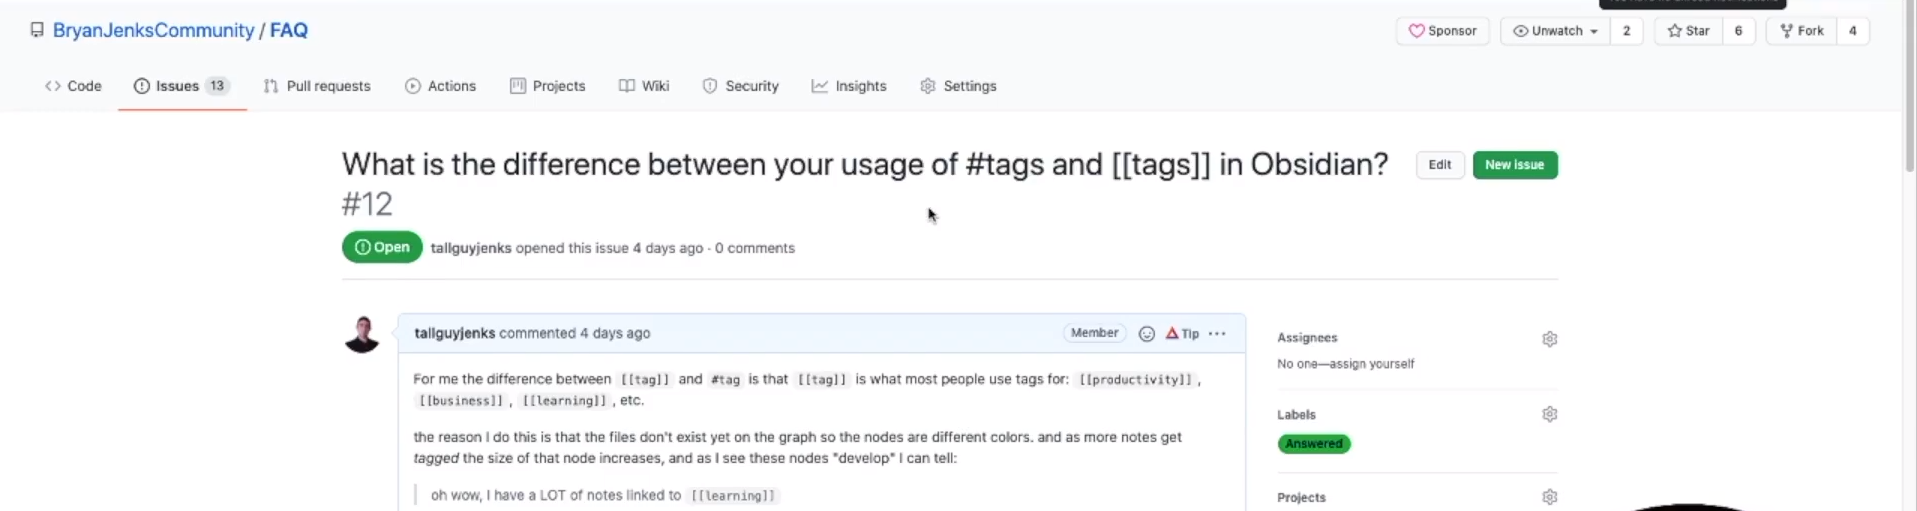 BryanJenksCommunity / FAQ
Sponsor
Unwatch 2
Star 6
Fork 4
Code
Issues 13
Pull requests
Actions
Projects
Wiki
Security
Insights
Settings
What is the difference between your usage of #tags and [[tags]] in Obsidian?
#12
Edit
New issue
Open
tallguyjenks opened this issue 4 days ago · 0 comments
tallguyjenks commented 4 days ago
Member
Tip
For me the difference between [[tag]] and #tag is that [[tag]] is what most people use tags for: [[productivity]] ,
[[business]] , [[learning]] , etc.
the reason I do this is that the files don't exist yet on the graph so the nodes are different colors. and as more notes get
tagged the size of that node increases, and as I see these nodes "develop" I can tell:
oh wow, I have a LOT of notes linked to [[learning]]
Assignees
No one—assign yourself
Labels
Answered
Projects